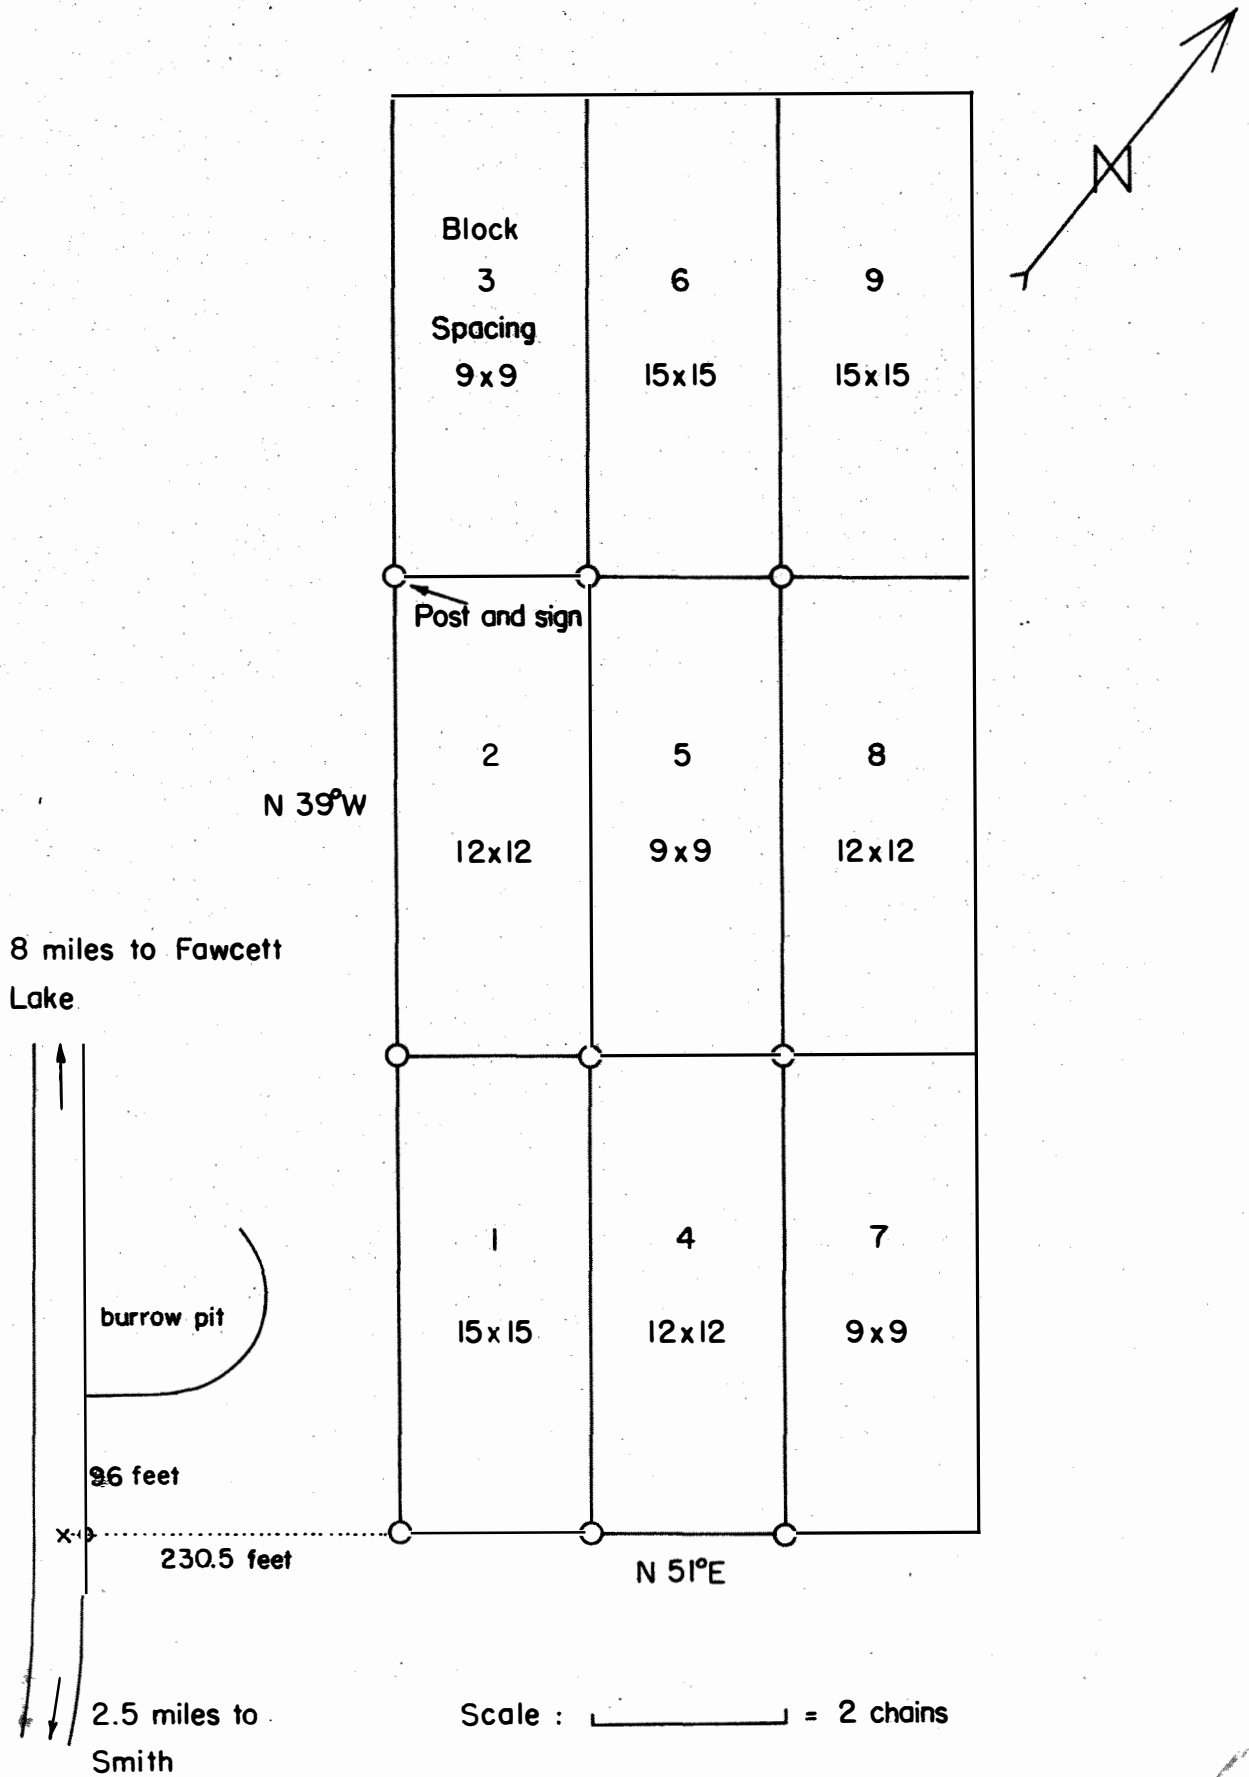 N
Block
3
Spacing
9x9
6
15x15
9
15x15
Post and sign
2
12x12
5
9x9
8
12x12
N 39°W
8 miles to Fawcett
Lake
1
15x15
4
12x12
7
9x9
burrow pit
96 feet
x
230.5 feet
N 51°E
2.5 miles to
Smith
Scale : = 2 chains